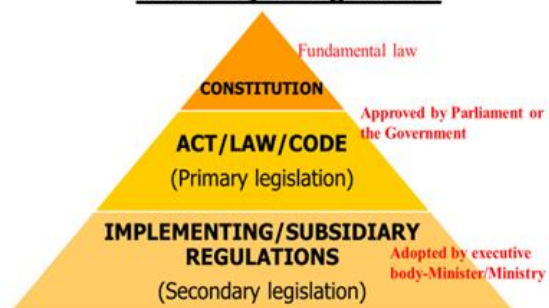 Fundamental law
CONSTITUTION
Approved by Parliament or
the Government
ACT/LAW/CODE
(Primary legislation)
IMPLEMENTING/SUBSIDIARY
REGULATIONS
Adopted by executive
body-Minister/Ministry
(Secondary legislation)